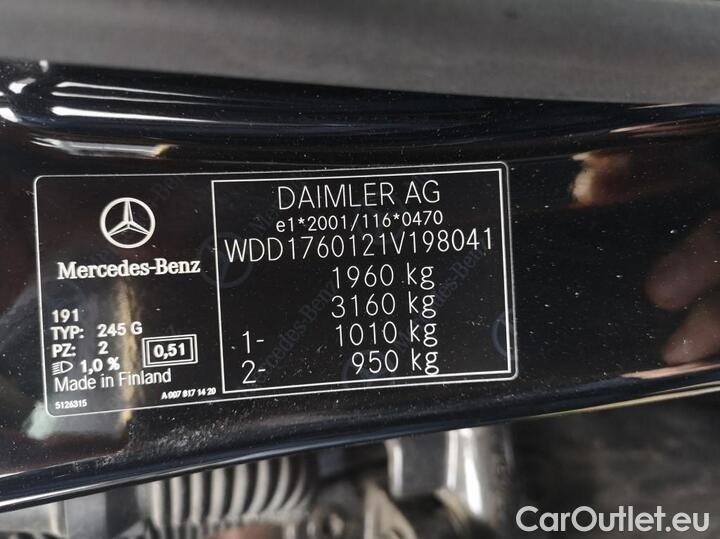 Mercedes-Benz
191
TYP: 245 G
PZ: 2
1,0 %
0,51
Made in Finland
5126315
A 007 817 14 20
DAIMLER AG
e1*2001/116*0470
WDD1760121V198041
1960 kg
3160 kg
1- 1010 kg
2- 950 kg
CarOutlet.eu